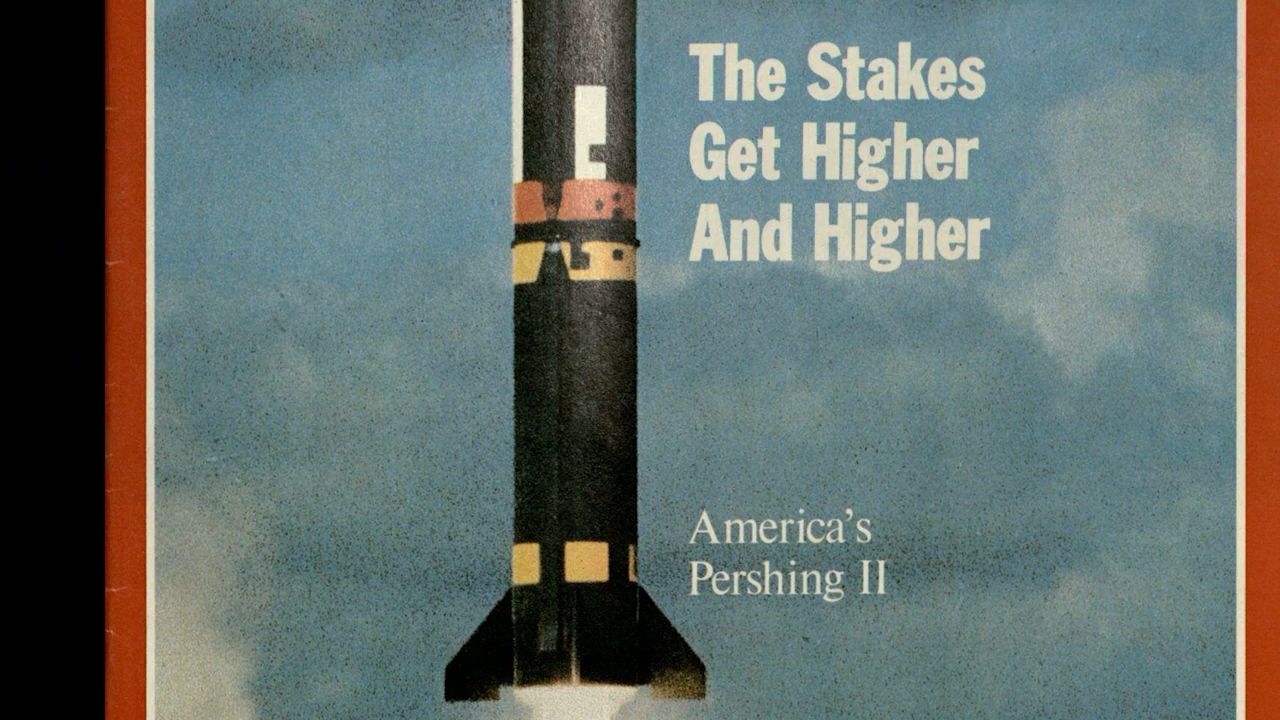 The Stakes
Get Higher
And Higher
America's
Pershing II